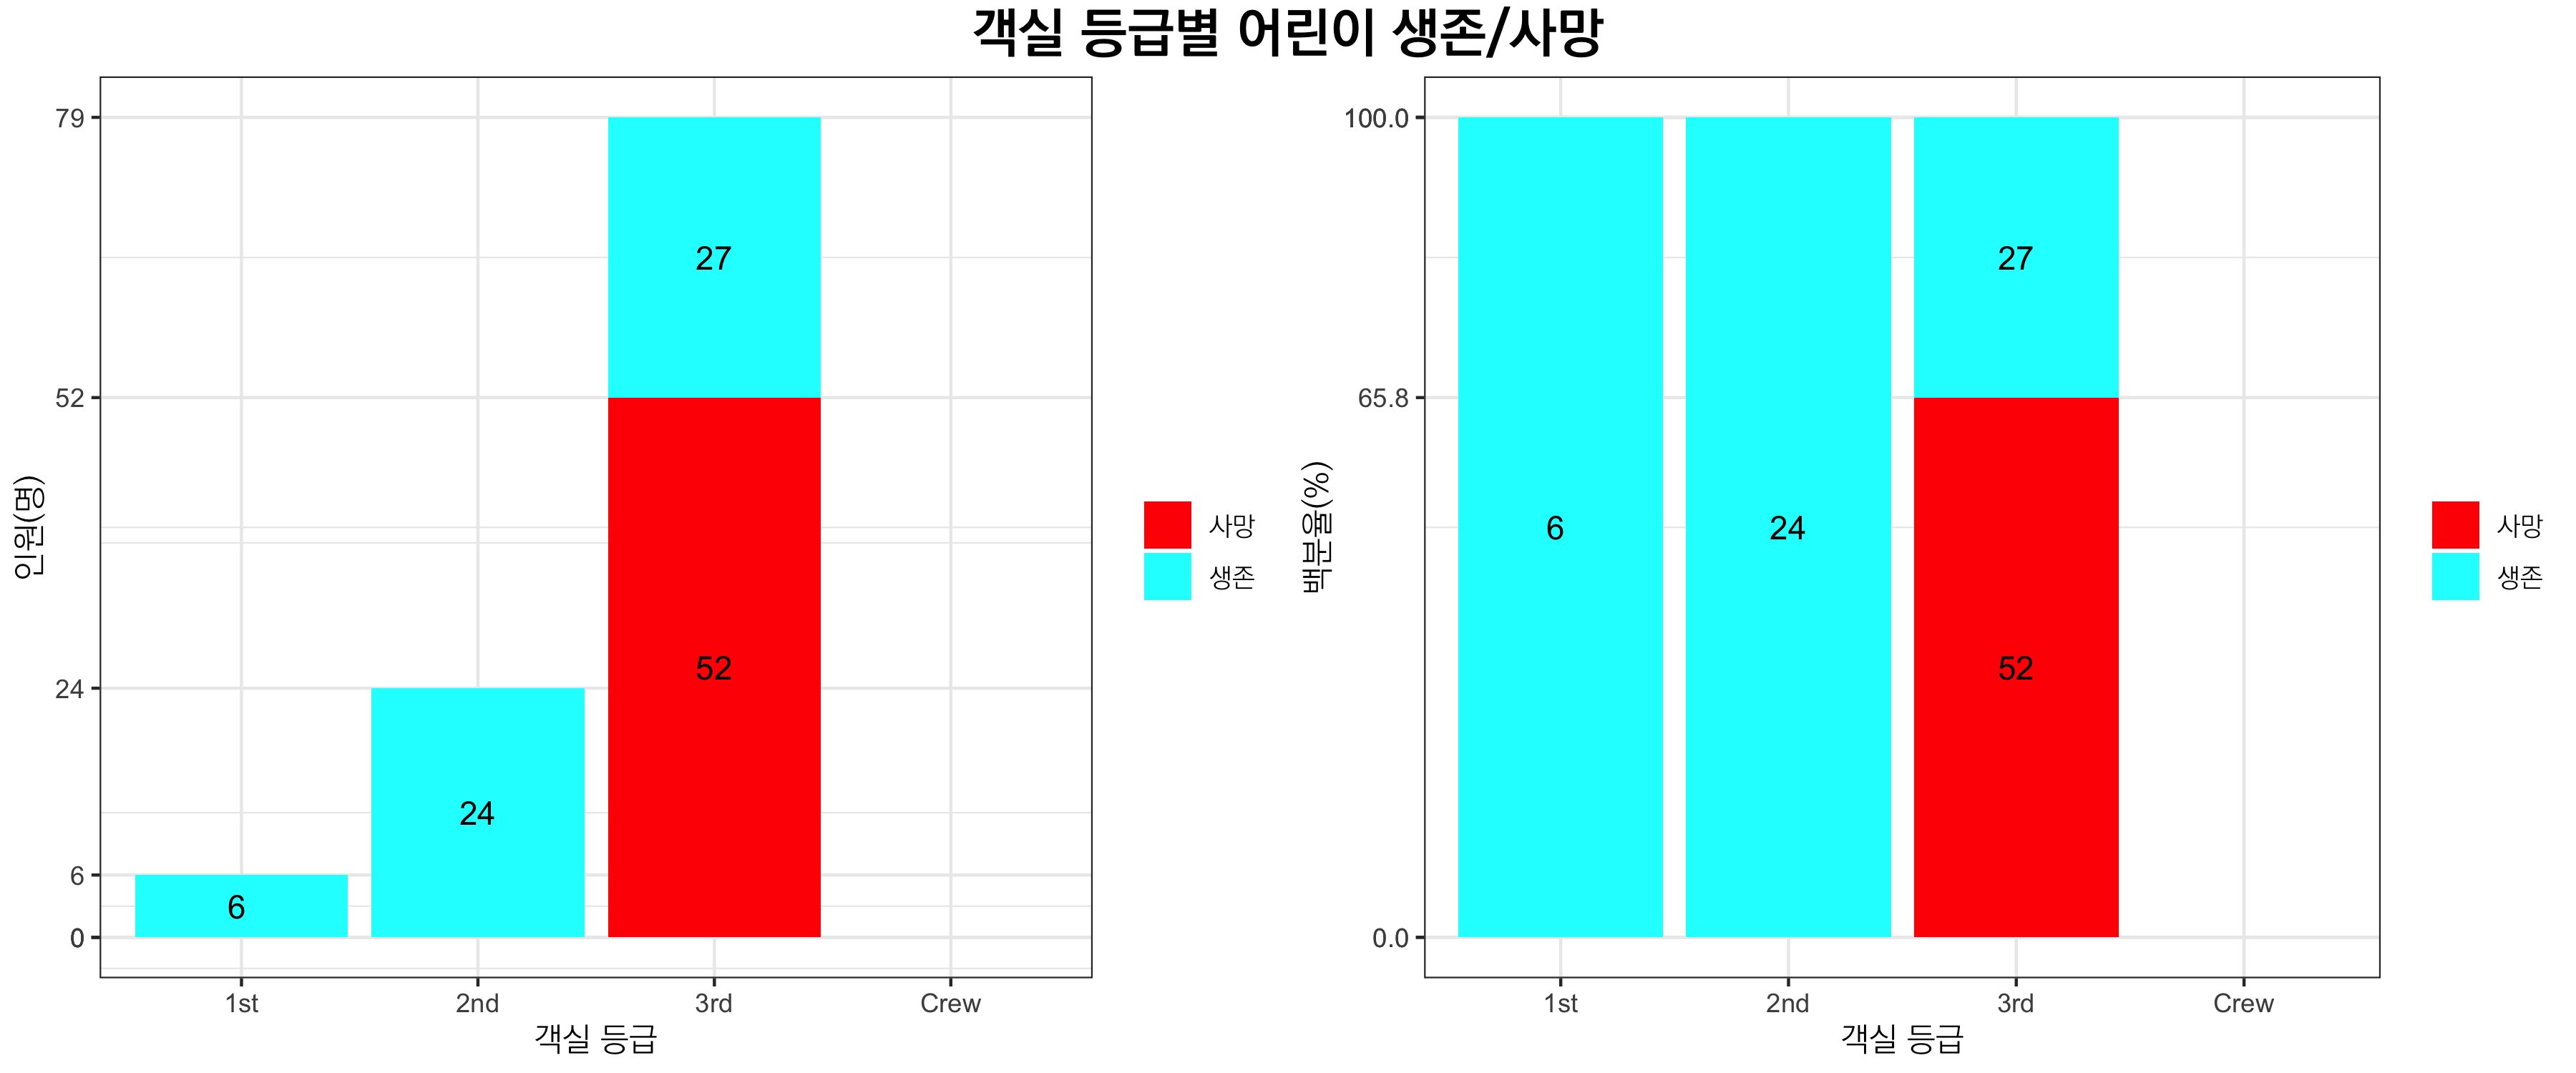 객실 등급별 어린이 생존/사망
인원(명)
79
52
24
6
0
27
52
24
6
1st 2nd 3rd Crew
객실 등급
사망
생존
백분율(%)
100.0
65.8
0.0
27
6 24
52
1st 2nd 3rd Crew
객실 등급
사망
생존